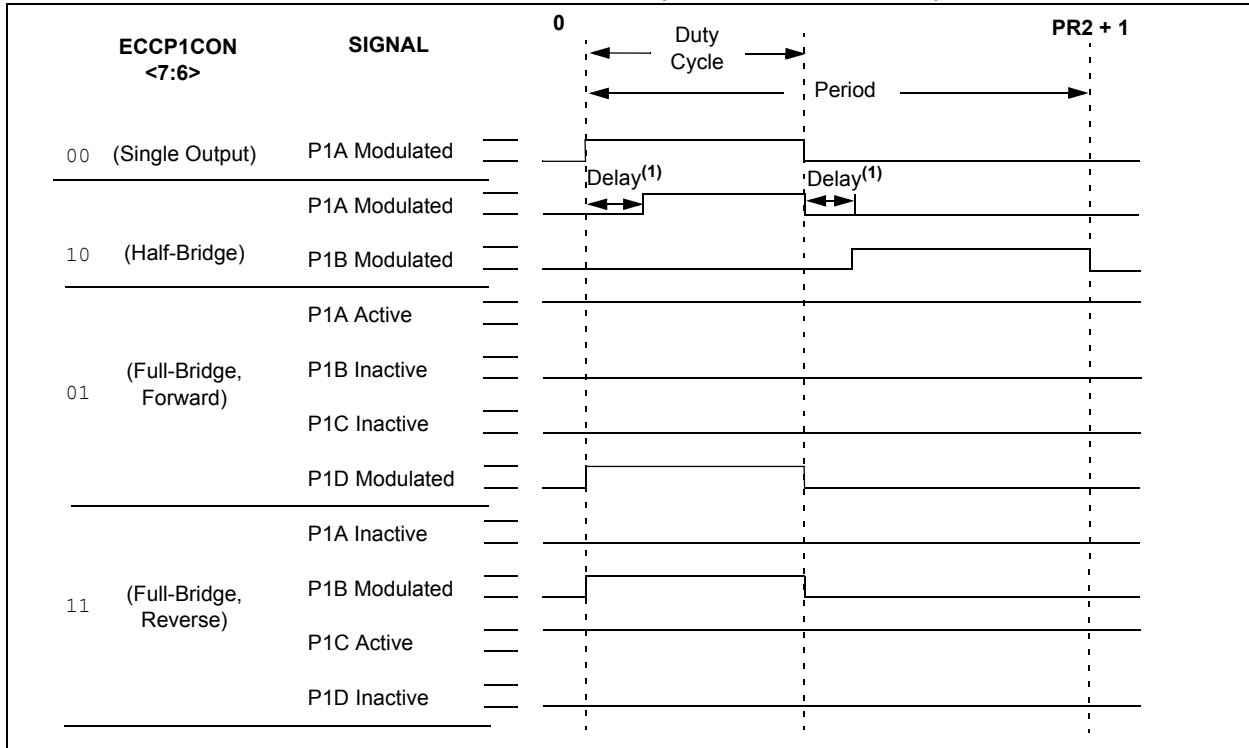 ECCP1CON
<7:6>
SIGNAL
0
Duty
Cycle
PR2 + 1
Period
00 (Single Output) P1A Modulated
Delay(1) Delay(1)
P1A Modulated
10 (Half-Bridge) P1B Modulated
P1A Active
01 (Full-Bridge,
Forward)
P1B Inactive
P1C Inactive
P1D Modulated
P1A Inactive
11 (Full-Bridge,
Reverse)
P1B Modulated
P1C Active
P1D Inactive